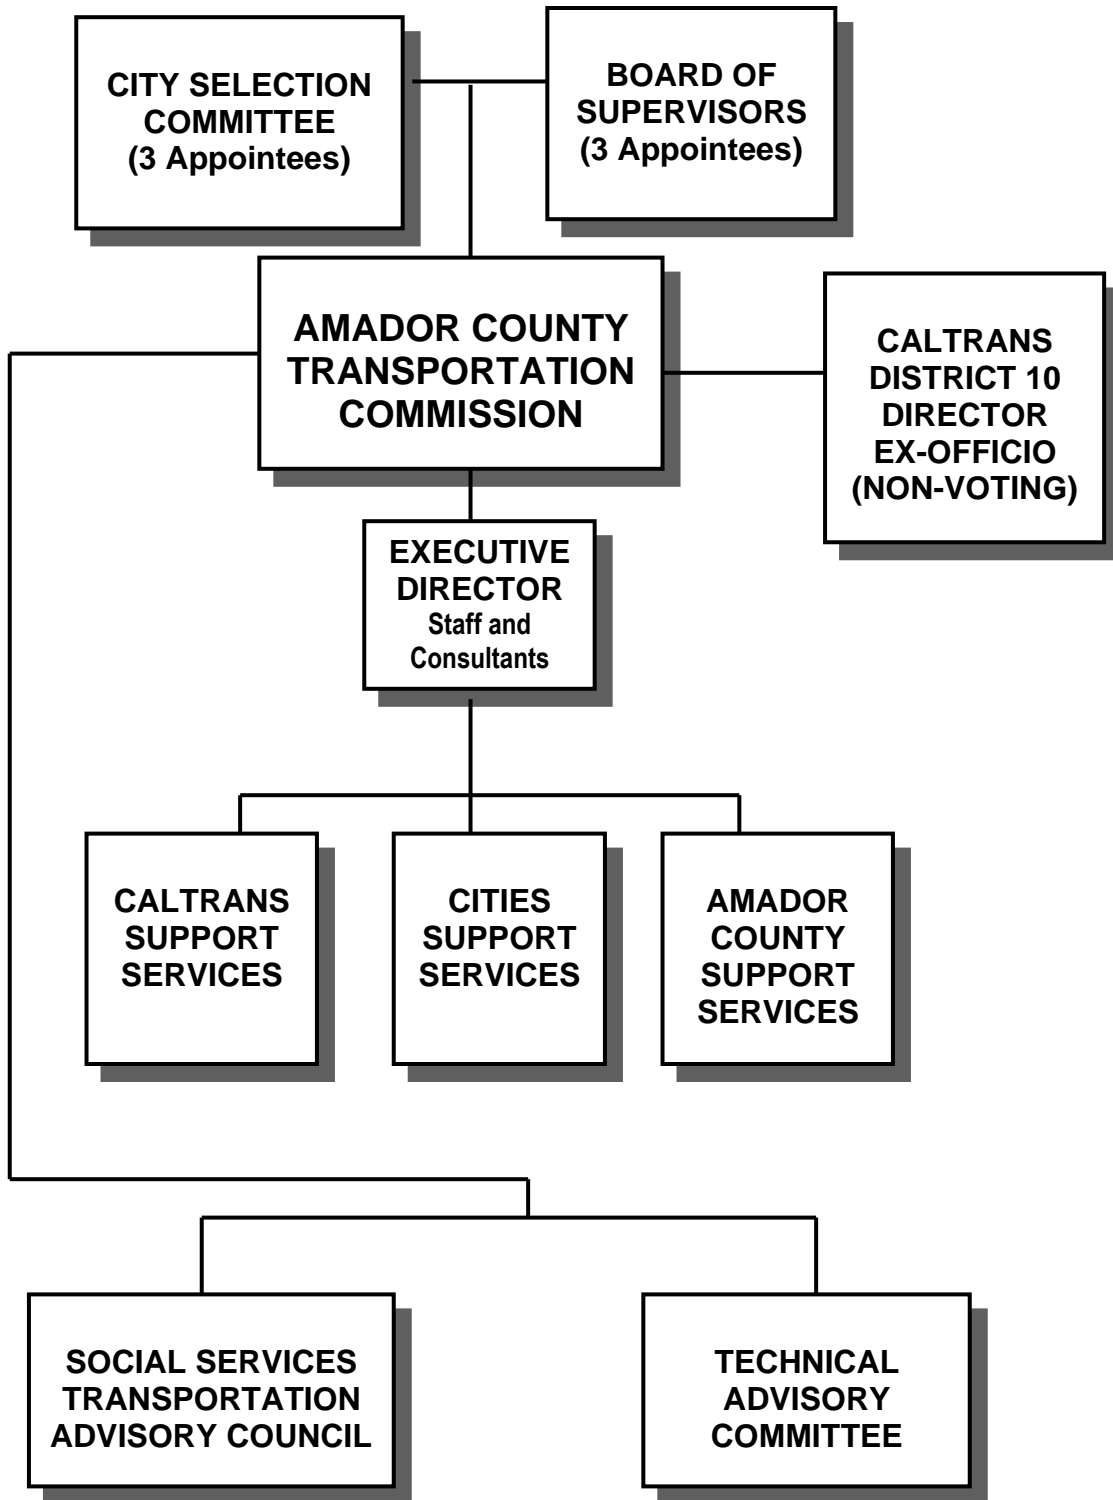 CITY SELECTION
COMMITTEE
(3 Appointees)
BOARD OF
SUPERVISORS
(3 Appointees)
AMADOR COUNTY
TRANSPORTATION
COMMISSION
CALTRANS
DISTRICT 10
DIRECTOR
EX-OFFICIO
(NON-VOTING)
EXECUTIVE
DIRECTOR
Staff and
Consultants
CALTRANS
SUPPORT
SERVICES
CITIES
SUPPORT
SERVICES
AMADOR
COUNTY
SUPPORT
SERVICES
SOCIAL SERVICES
TRANSPORTATION
ADVISORY COUNCIL
TECHNICAL
ADVISORY
COMMITTEE